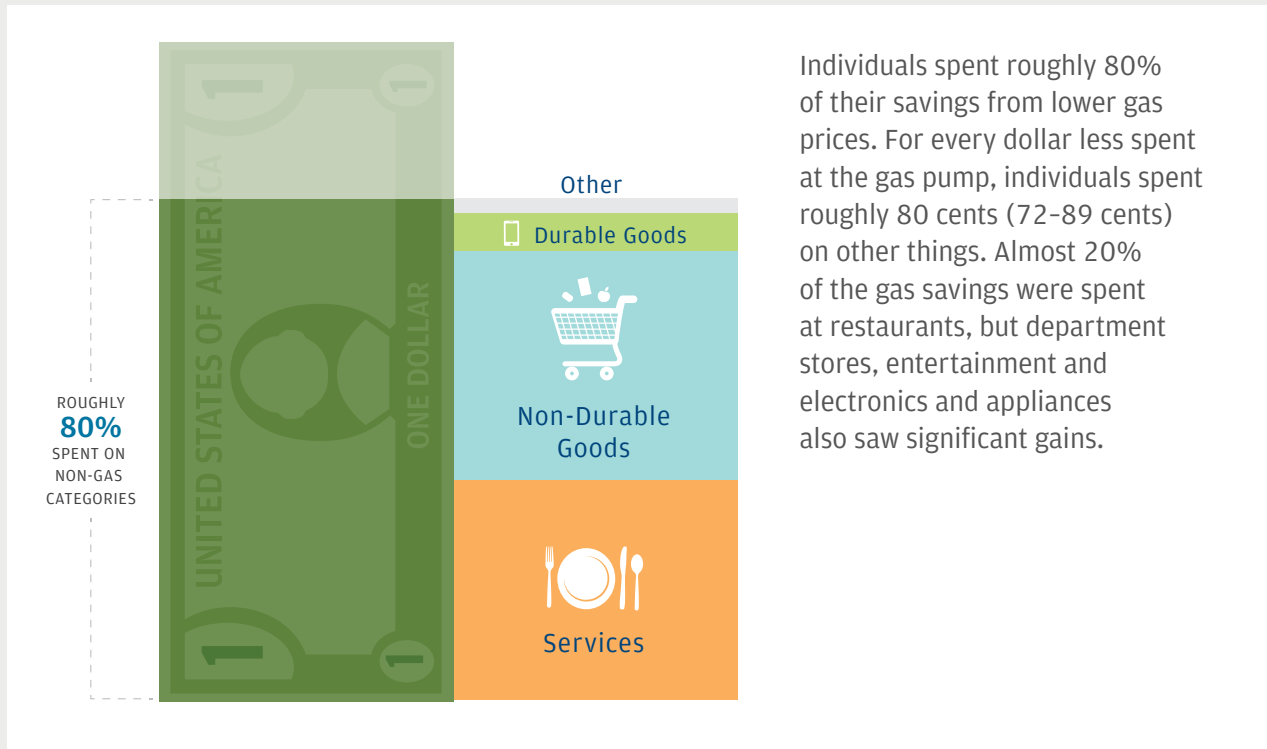 1
1
UNITED STATES OF AMERICA
ONE DOLLAR
1
1
ROUGHLY
80%
SPENT ON
NON-GAS
CATEGORIES
Other
Durable Goods
Non-Durable
Goods
Services
Individuals spent roughly 80%
of their savings from lower gas
prices. For every dollar less spent
at the gas pump, individuals spent
roughly 80 cents (72–89 cents)
on other things. Almost 20%
of the gas savings were spent
at restaurants, but department
stores, entertainment and
electronics and appliances
also saw significant gains.